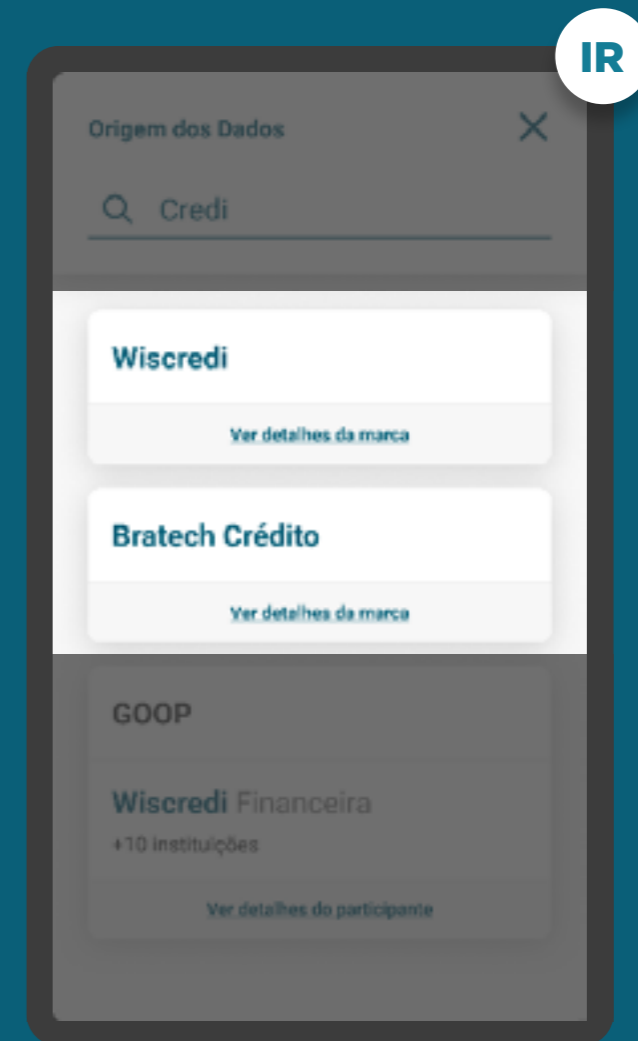 IR
Origem dos Dados
Credi
Wiscredi
Ver detalhes da marca
Bratech Crédito
Ver detalhes da marca
GOOP
Wiscredi Financeira
+10 instituições
Ver detalhes do participante